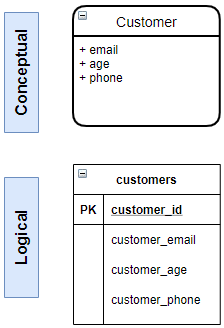 Conceptual
Customer
+ email
+ age
+ phone
Logical
customers
PK customer_id
customer_email
customer_age
customer_phone